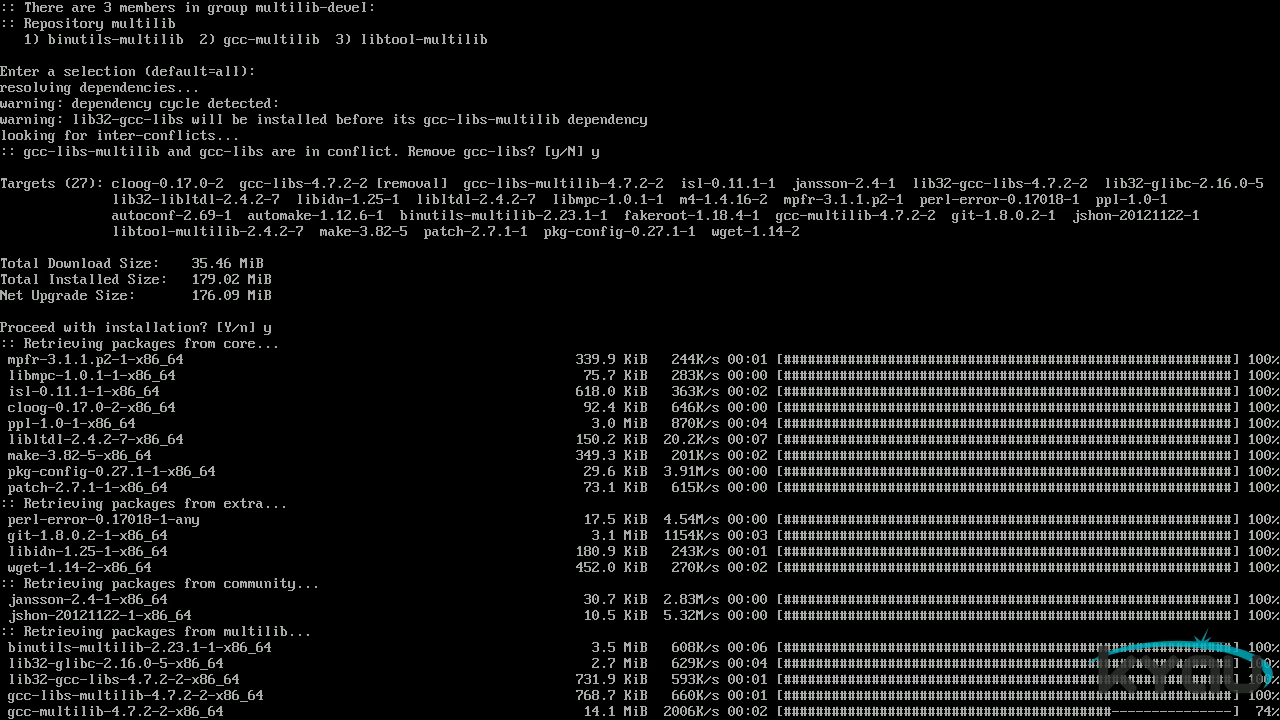 :: There are 3 members in group multilib-devel:
:: Repository multilib
   1) binutils-multilib  2) gcc-multilib  3) libtool-multilib

Enter a selection (default=all):
resolving dependencies...
warning: dependency cycle detected:
warning: lib32-gcc-libs will be installed before its gcc-libs-multilib dependency
looking for inter-conflicts...
:: gcc-libs-multilib and gcc-libs are in conflict. Remove gcc-libs? [y/N] y

Targets (27): cloog-0.17.0-2  gcc-libs-4.7.2-2 [removal]  gcc-libs-multilib-4.7.2-2  isl-0.11.1-1  jansson-2.4-1  lib32-gcc-libs-4.7.2-2  lib32-glibc-2.16.0-5
              lib32-libltdl-2.4.2-7  libidn-1.25-1  libltdl-2.4.2-7  libmpc-1.0.1-1  m4-1.4.16-2  mpfr-3.1.1.p2-1  perl-error-0.17018-1  ppl-1.0-1
              autoconf-2.69-1  automake-1.12.6-1  binutils-multilib-2.23.1-1  fakeroot-1.18.4-1  gcc-multilib-4.7.2-2  git-1.8.0.2-1  jshon-20121122-1
              libtool-multilib-2.4.2-7  make-3.82-5  patch-2.7.1-1  pkg-config-0.27.1-1  wget-1.14-2

Total Download Size:    35.46 MiB
Total Installed Size:   179.02 MiB
Net Upgrade Size:       176.09 MiB

Proceed with installation? [Y/n] y
:: Retrieving packages from core...
 mpfr-3.1.1.p2-1-x86_64    339.9 KiB   244K/s 00:01 [########################################################] 100%
 libmpc-1.0.1-1-x86_64    75.7 KiB   283K/s 00:00 [########################################################] 100%
 isl-0.11.1-1-x86_64    618.0 KiB   363K/s 00:02 [########################################################] 100%
 cloog-0.17.0-2-x86_64    92.4 KiB   646K/s 00:00 [########################################################] 100%
 ppl-1.0-1-x86_64    3.0 MiB   870K/s 00:04 [########################################################] 100%
 libltdl-2.4.2-7-x86_64    150.2 KiB  20.2K/s 00:07 [########################################################] 100%
 make-3.82-5-x86_64    349.3 KiB   201K/s 00:02 [########################################################] 100%
 pkg-config-0.27.1-1-x86_64    29.6 KiB  3.91M/s 00:00 [########################################################] 100%
 patch-2.7.1-1-x86_64    73.1 KiB   615K/s 00:00 [########################################################] 100%
:: Retrieving packages from extra...
 perl-error-0.17018-1-any    17.5 KiB  4.54M/s 00:00 [########################################################] 100%
 git-1.8.0.2-1-x86_64    3.1 MiB  1154K/s 00:03 [########################################################] 100%
 libidn-1.25-1-x86_64    180.9 KiB   243K/s 00:01 [########################################################] 100%
 wget-1.14-2-x86_64    452.0 KiB   270K/s 00:02 [########################################################] 100%
:: Retrieving packages from community...
 jansson-2.4-1-x86_64    30.7 KiB  2.83M/s 00:00 [########################################################] 100%
 jshon-20121122-1-x86_64    10.5 KiB  5.32M/s 00:00 [########################################################] 100%
:: Retrieving packages from multilib...
 binutils-multilib-2.23.1-1-x86_64    3.5 MiB   608K/s 00:06 [########################################################] 100%
 lib32-glibc-2.16.0-5-x86_64    2.7 MiB   629K/s 00:04 [########################################################] 100%
 lib32-gcc-libs-4.7.2-2-x86_64    731.9 KiB   593K/s 00:01 [########################################################] 100%
 gcc-libs-multilib-4.7.2-2-x86_64    768.7 KiB   660K/s 00:01 [########################################################] 100%
 gcc-multilib-4.7.2-2-x86_64    14.1 MiB  2006K/s 00:02 [#########################################---------------] 74%
KYAU